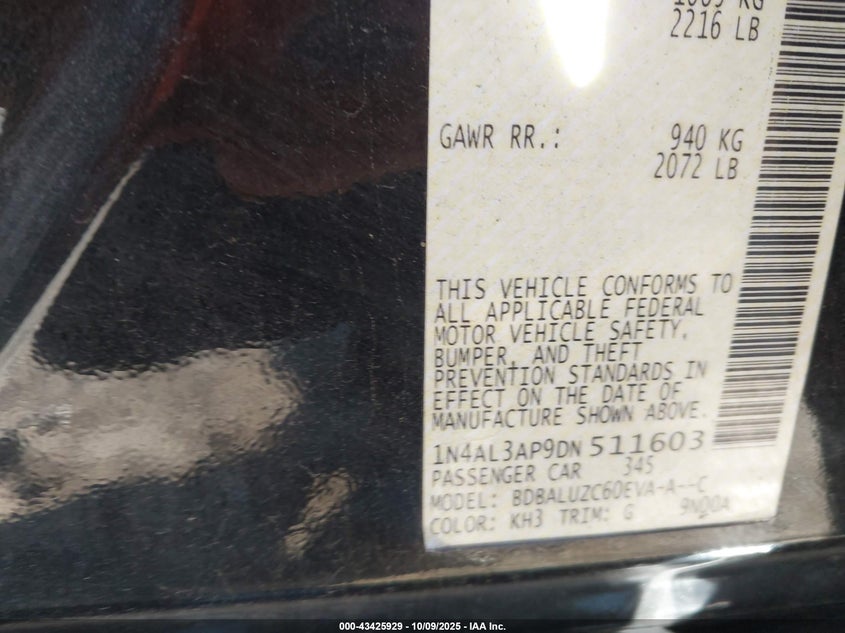 2216 LB
GAWR RR.: 940 KG
2072 LB
THIS VEHICLE CONFORMS TO
ALL APPLICABLE FEDERAL
MOTOR VEHICLE SAFETY,
BUMPER, AND THEFT
PREVENTION STANDARDS IN
EFFECT ON THE DATE OF
MANUFACTURE SHOWN ABOVE.
1N4AL3AP9DN 511603
PASSENGER CAR 345
MODEL: BDBALUZC60EVA-A--C
COLOR: KH3 TRIM: G
000-43425929 - 10/09/2025 - IAA Inc.